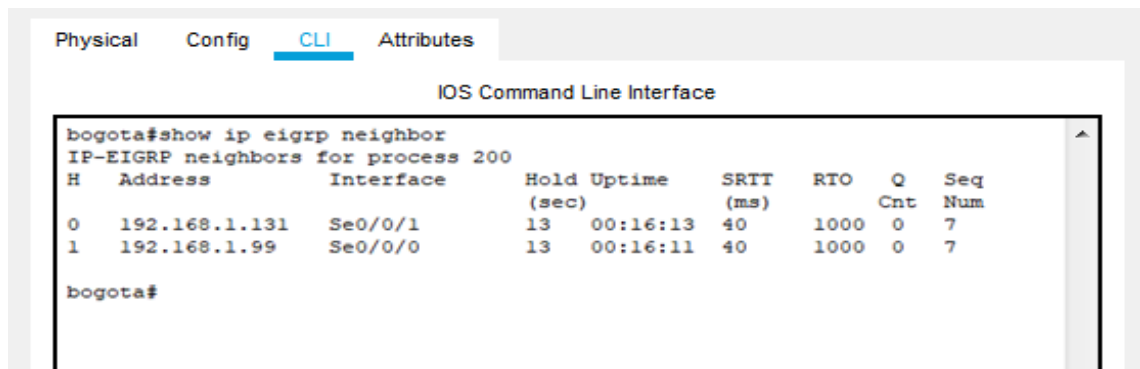 Physical Config CLI Attributes
IOS Command Line Interface
bogota#show ip eigrp neighbor
IP-EIGRP neighbors for process 200
H Address Interface Hold Uptime SRTT RTO Q Seq
(sec) (ms) Cnt Num
0 192.168.1.131 Se0/0/1 13 00:16:13 40 1000 0 7
1 192.168.1.99 Se0/0/0 13 00:16:11 40 1000 0 7
bogota#